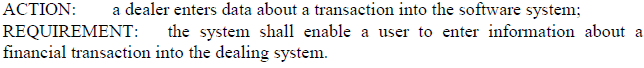 ACTION: a dealer enters data about a transaction into the software system;
REQUIREMENT: the system shall enable a user to enter information about a
financial transaction into the dealing system.